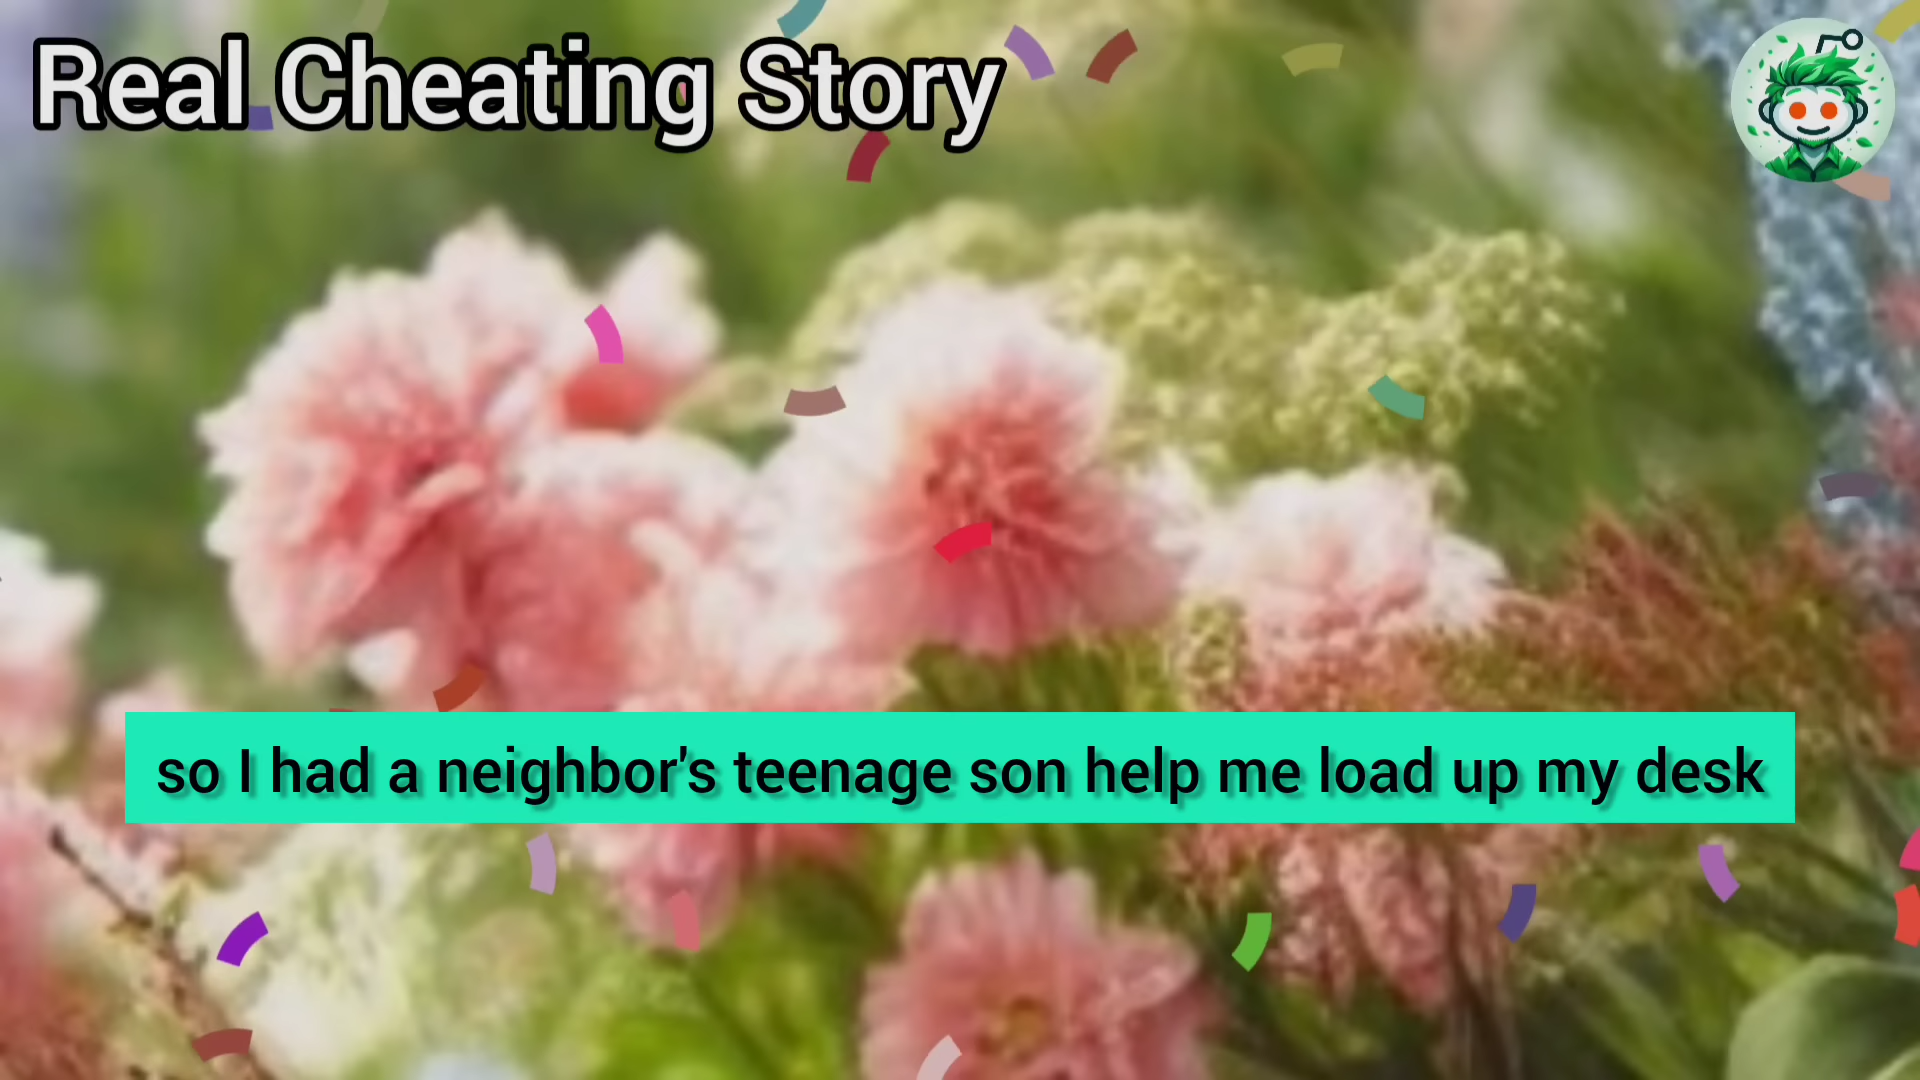 Real Cheating Story
so I had a neighbor's teenage son help me load up my desk